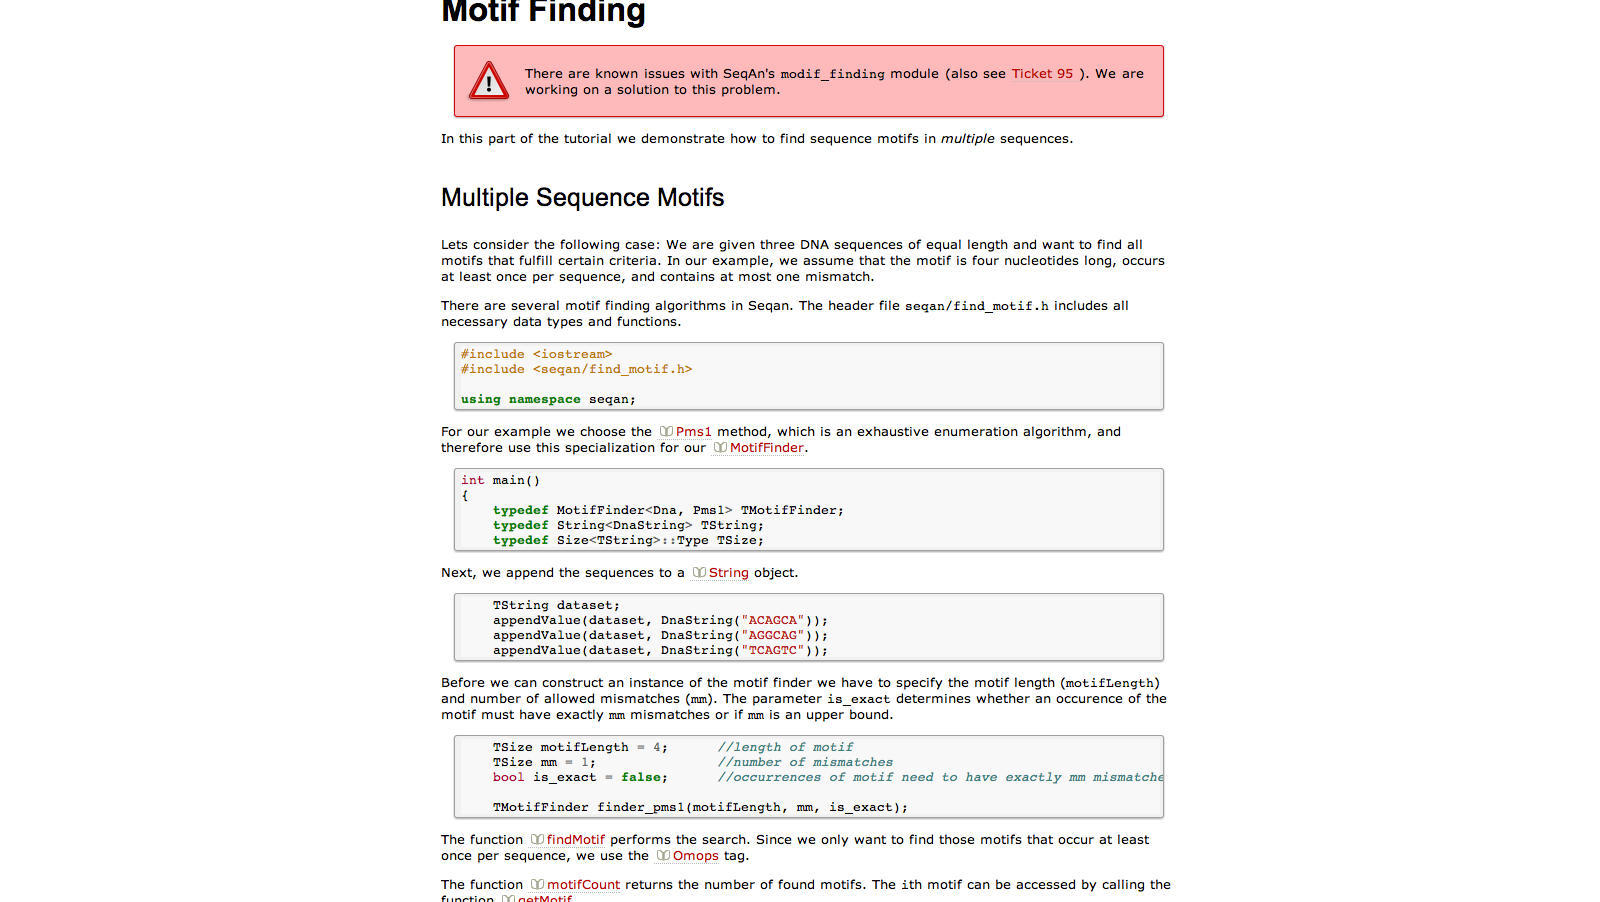 Motif Finding
There are known issues with SeqAn's modif_finding module (also see Ticket 95 ). We are
working on a solution to this problem.
In this part of the tutorial we demonstrate how to find sequence motifs in multiple sequences.
Multiple Sequence Motifs
Lets consider the following case: We are given three DNA sequences of equal length and want to find all
motifs that fulfill certain criteria. In our example, we assume that the motif is four nucleotides long, occurs
at least once per sequence, and contains at most one mismatch.
There are several motif finding algorithms in Seqan. The header file seqan/find_motif.h includes all
necessary data types and functions.
#include <iostream>
#include <seqan/find_motif.h>
using namespace seqan;
For our example we choose the Pms1 method, which is an exhaustive enumeration algorithm, and
therefore use this specialization for our MotifFinder.
int main()
{
    typedef MotifFinder<Dna, Pms1> TMotifFinder;
    typedef String<DnaString> TString;
    typedef Size<TString>::Type TSize;
Next, we append the sequences to a String object.
    TString dataset;
    appendValue(dataset, DnaString("ACAGCA"));
    appendValue(dataset, DnaString("AGGCAG"));
    appendValue(dataset, DnaString("TCAGTC"));
Before we can construct an instance of the motif finder we have to specify the motif length (motifLength)
and number of allowed mismatches (mm). The parameter is_exact determines whether an occurence of the
motif must have exactly mm mismatches or if mm is an upper bound.
    TSize motifLength = 4;      //length of motif
    TSize mm = 1;               //number of mismatches
    bool is_exact = false;      //occurrences of motif need to have exactly mm mismatche
    TMotifFinder finder_pms1(motifLength, mm, is_exact);
The function findMotif performs the search. Since we only want to find those motifs that occur at least
once per sequence, we use the Omops tag.
The function motifCount returns the number of found motifs. The ith motif can be accessed by calling the
function getMotif